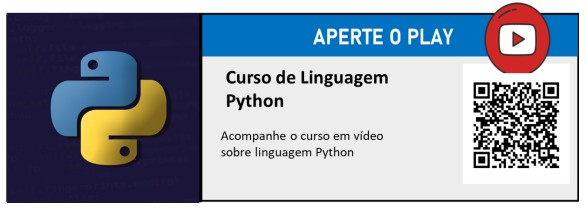 APERTE O PLAY
Curso de Linguagem
Python
Acompanhe o curso em vídeo
sobre linguagem Python